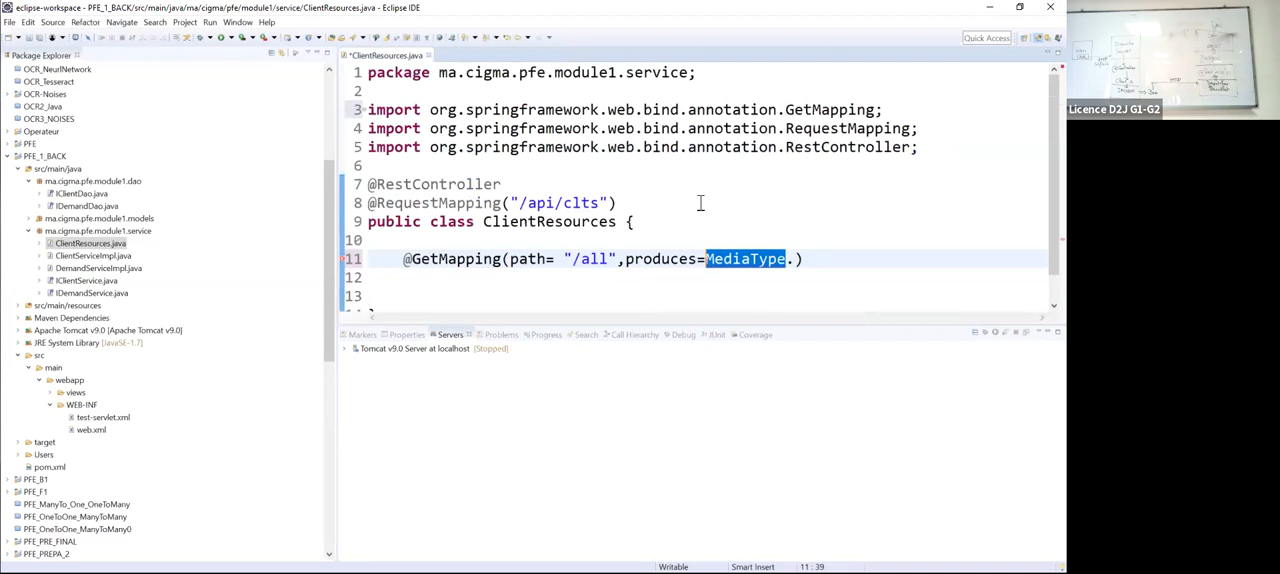 eclipse-workspace - PFE_1_BACK/src/main/java/ma/cigma/pfe/module1/service/ClientResources.java - Eclipse IDE
File Edit Source Refactor Navigate Search Project Run Window Help
Quick Access
Package Explorer
OCR_NeurlNetwork
OCR_Tesseract
OCR-Noises
OCR2_Java
OCR3_NOISES
Operateur
PFE
PFE_1_BACK
src/main/java
ma.cigma.pfe.module1.dao
IClientDao.java
IDemandDao.java
ma.cigma.pfe.module1.models
ma.cigma.pfe.module1.service
ClientResources.java
ClientServiceImpl.java
DemandServiceImpl.java
IClientService.java
IDemandService.java
src/main/resources
Maven Dependencies
Apache Tomcat v9.0 [Apache Tomcat v9.0]
JRE System Library [JavaSE-1.7]
src
main
webapp
views
WEB-INF
test-servlet.xml
web.xml
target
Users
pom.xml
PFE_B1
PFE_F1
PFE_ManyTo_One_OneToMany
PFE_OneToOne_ManyToMany
PFE_OneToOne_ManyToMany0
PFE_PRE_FINAL
PFE_PREPA_2
*ClientResources.java
1 package ma.cigma.pfe.module1.service;
2
3 import org.springframework.web.bind.annotation.GetMapping;
4 import org.springframework.web.bind.annotation.RequestMapping;
5 import org.springframework.web.bind.annotation.RestController;
6
7 @RestController
8 @RequestMapping("/api/clts")
9 public class ClientResources {
10
11 @GetMapping(path= "/all",produces=MediaType.)
12
13
Markers Properties Servers Problems Progress Search Call Hierarchy Debug JUnit Coverage
Tomcat v9.0 Server at localhost [Stopped]
Writable Smart Insert 11 : 39
Licence D2J G1-G2